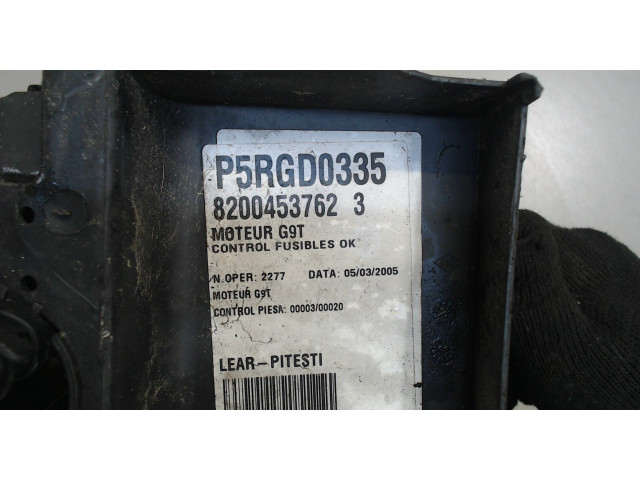 P5RGD0335
8200453762 3
MOTEUR G9T
CONTROL FUSIBLES OK
N.OPER: 2277 DATA: 05/03/2005
MOTEUR G9T
CONTROL PIESA: 00003/00020
LEAR-PITESTI